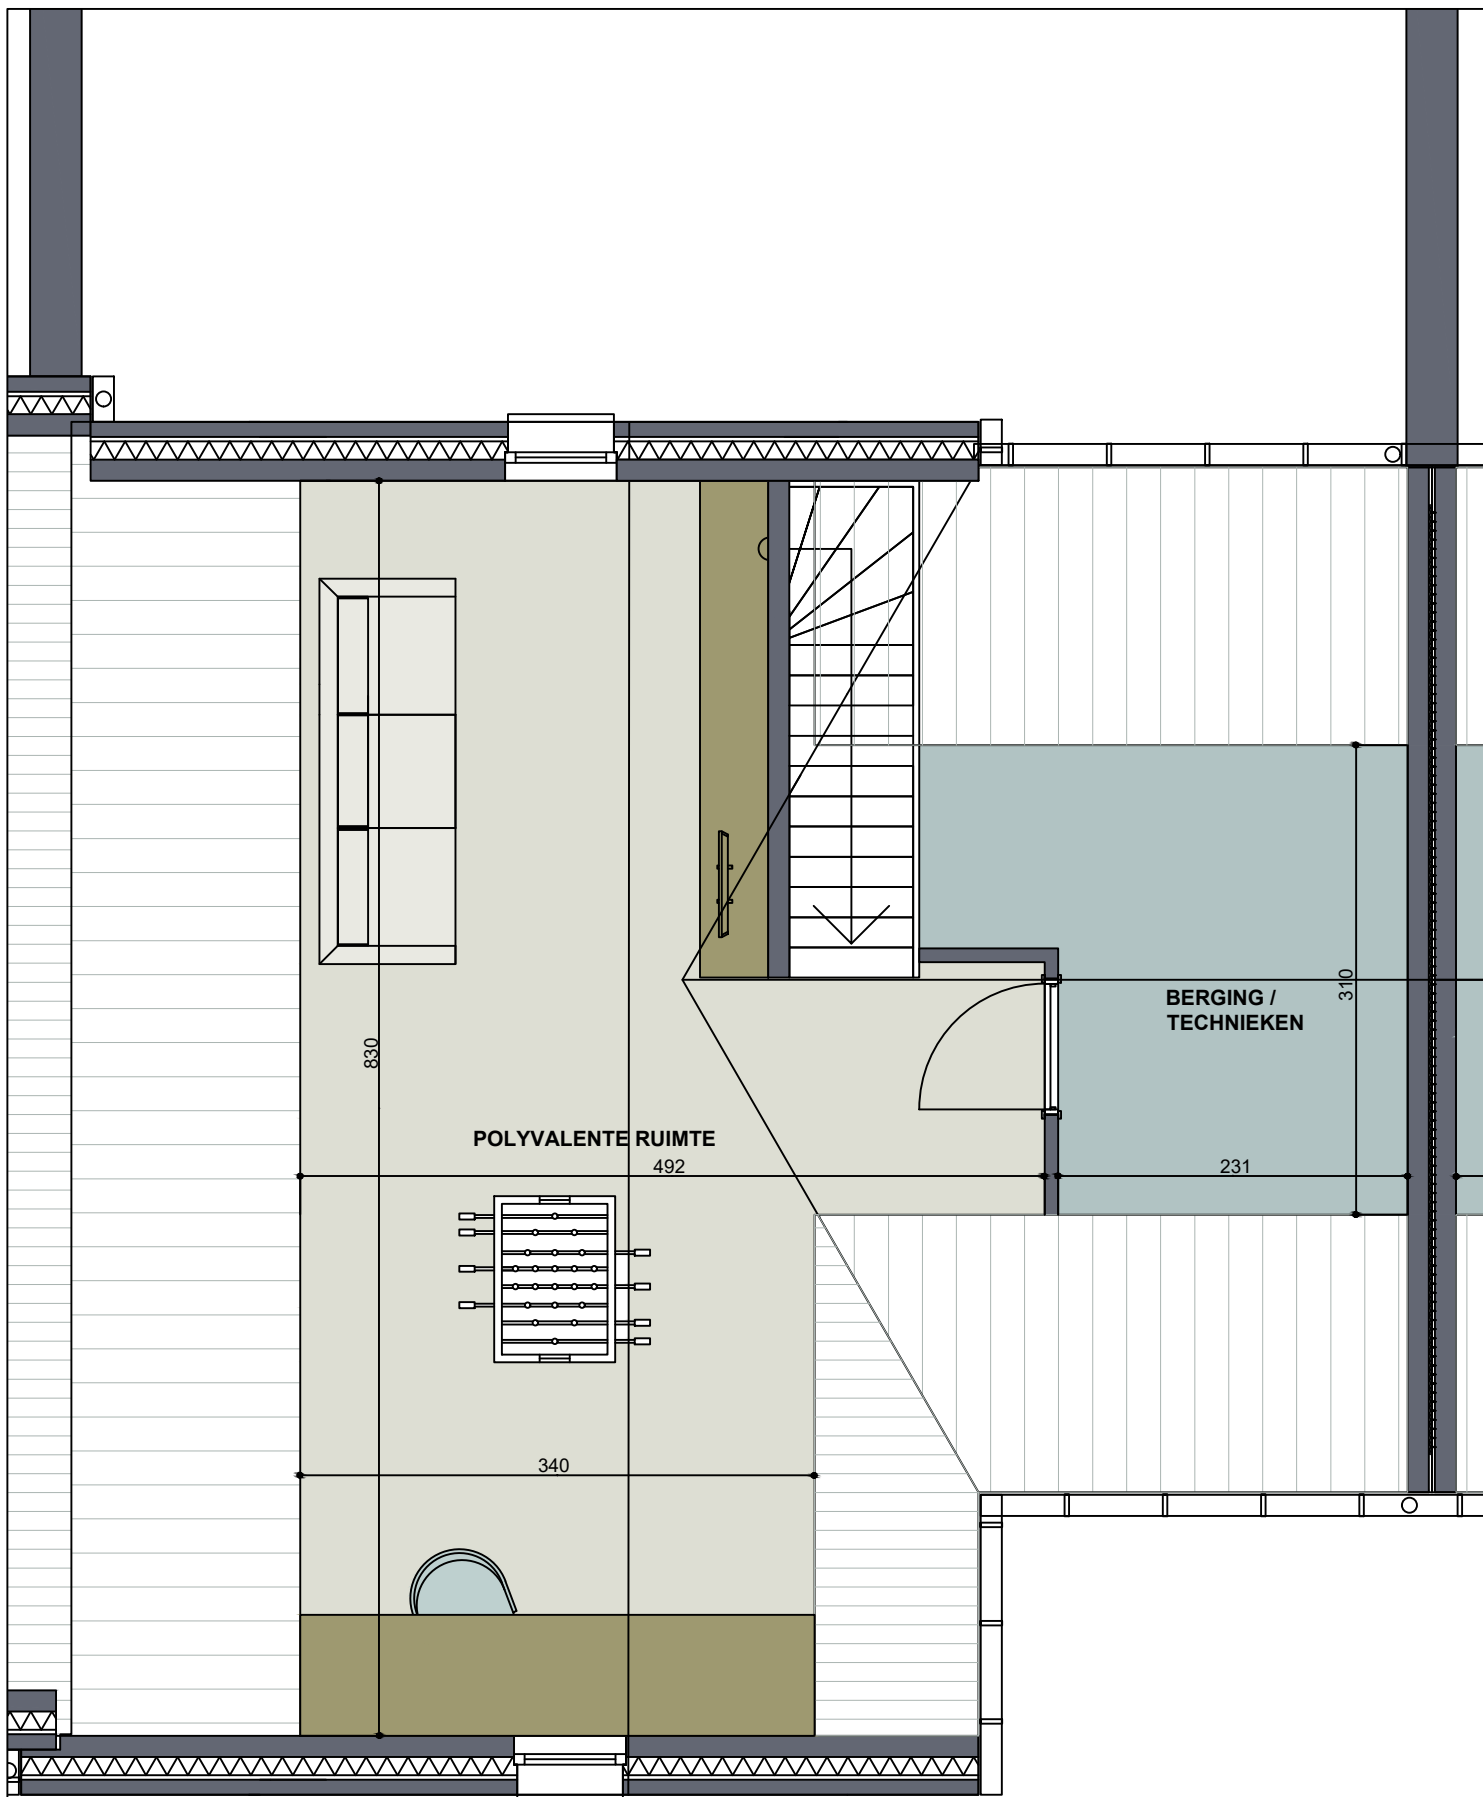 BERGING /
TECHNIEKEN
310
830
POLYVALENTE RUIMTE
492
231
340